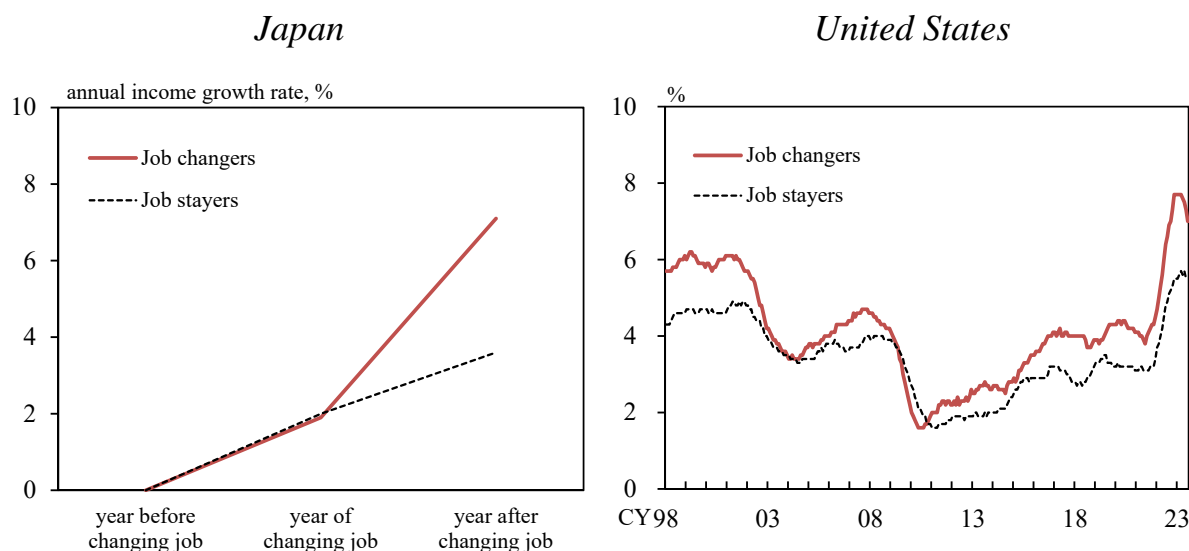 Japan
annual income growth rate, %
10
8
6
4
2
0
Job changers
Job stayers
year before
changing job
year of
changing job
year after
changing job
United States
%
10
8
6
4
2
0
Job changers
Job stayers
CY98 03 08 13 18 23